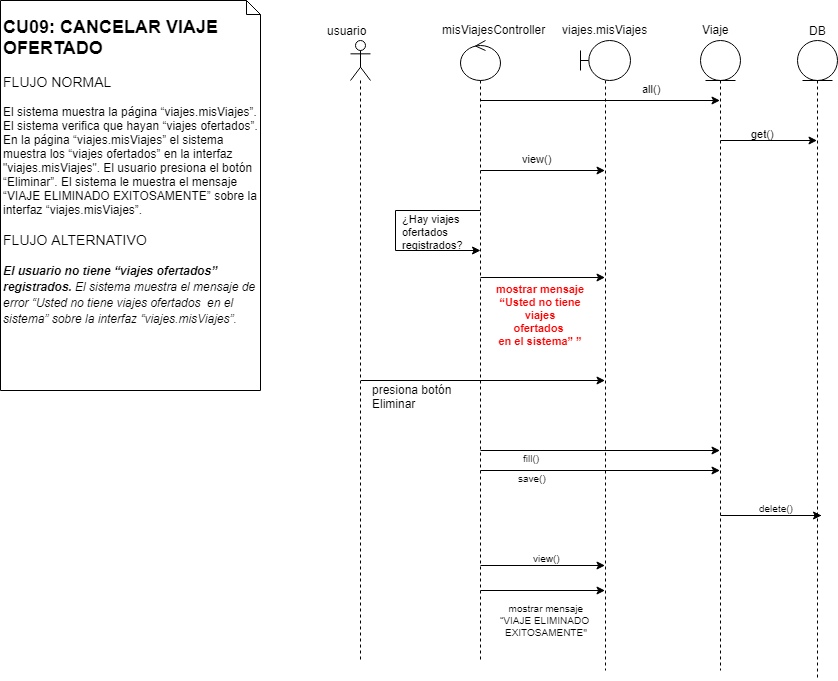 CU09: CANCELAR VIAJE
OFERTADO
FLUJO NORMAL
El sistema muestra la página “viajes.misViajes”.
El sistema verifica que hayan “viajes ofertados”.
En la página “viajes.misViajes” el sistema
muestra los “viajes ofertados” en la interfaz
"viajes.misViajes". El usuario presiona el botón
“Eliminar”. El sistema le muestra el mensaje
“VIAJE ELIMINADO EXITOSAMENTE” sobre la
interfaz “viajes.misViajes”.
FLUJO ALTERNATIVO
El usuario no tiene “viajes ofertados”
registrados. El sistema muestra el mensaje de
error “Usted no tiene viajes ofertados en el
sistema” sobre la interfaz “viajes.misViajes”.
usuario
misViajesController
viajes.misViajes
Viaje
DB
all()
get()
view()
¿Hay viajes
ofertados
registrados?
mostrar mensaje
“Usted no tiene
viajes
ofertados
en el sistema” ”
presiona botón
Eliminar
fill()
save()
delete()
view()
mostrar mensaje
“VIAJE ELIMINADO
EXITOSAMENTE”